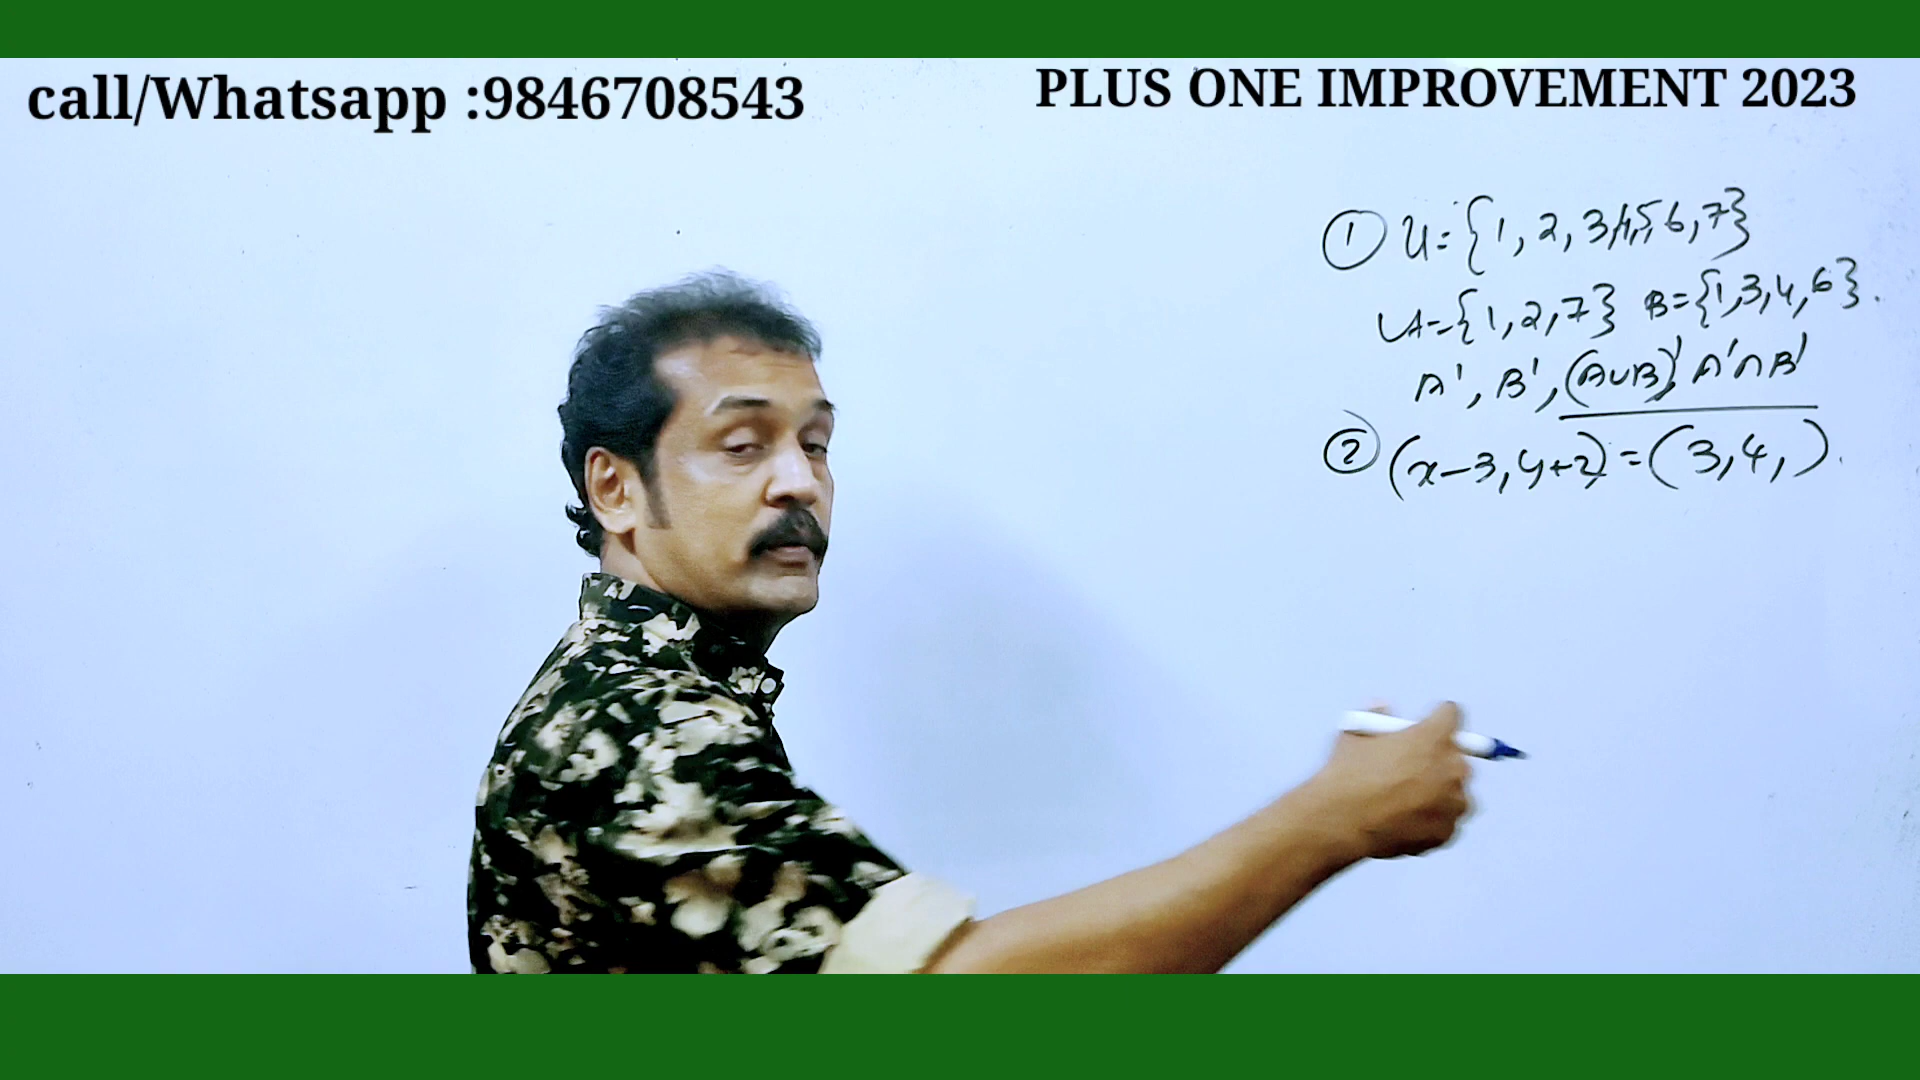 call/Whatsapp :9846708543
PLUS ONE IMPROVEMENT 2023
① U={1, 2, 3,4,5,6,7}
A={1,2,7} B={1,3,4,6}.
A', B', (AUB)', A'∩B'
② (x-3,y+2)=(3,4,).